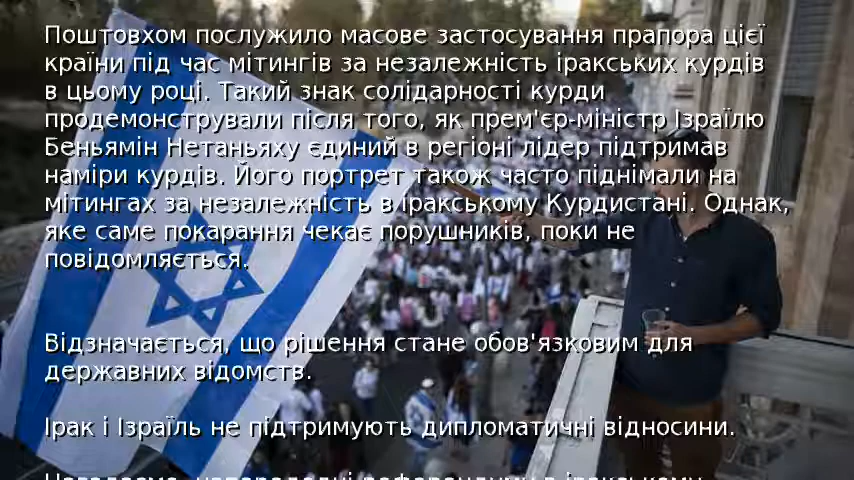 Поштовхом послужило масове застосування прапора цієї
країни під час мітингів за незалежність іракських курдів
в цьому році. Такий знак солідарності курди
продемонстрували після того, як прем'єр-міністр Ізраїлю
Беньямін Нетаньяху єдиний в регіоні лідер підтримав
наміри курдів. Його портрет також часто піднімали на
мітингах за незалежність в іракському Курдистані. Однак,
яке саме покарання чекає порушників, поки не
повідомляється.
Відзначається, що рішення стане обов'язковим для
державних відомств.
Ірак і Ізраїль не підтримують дипломатичні відносини.